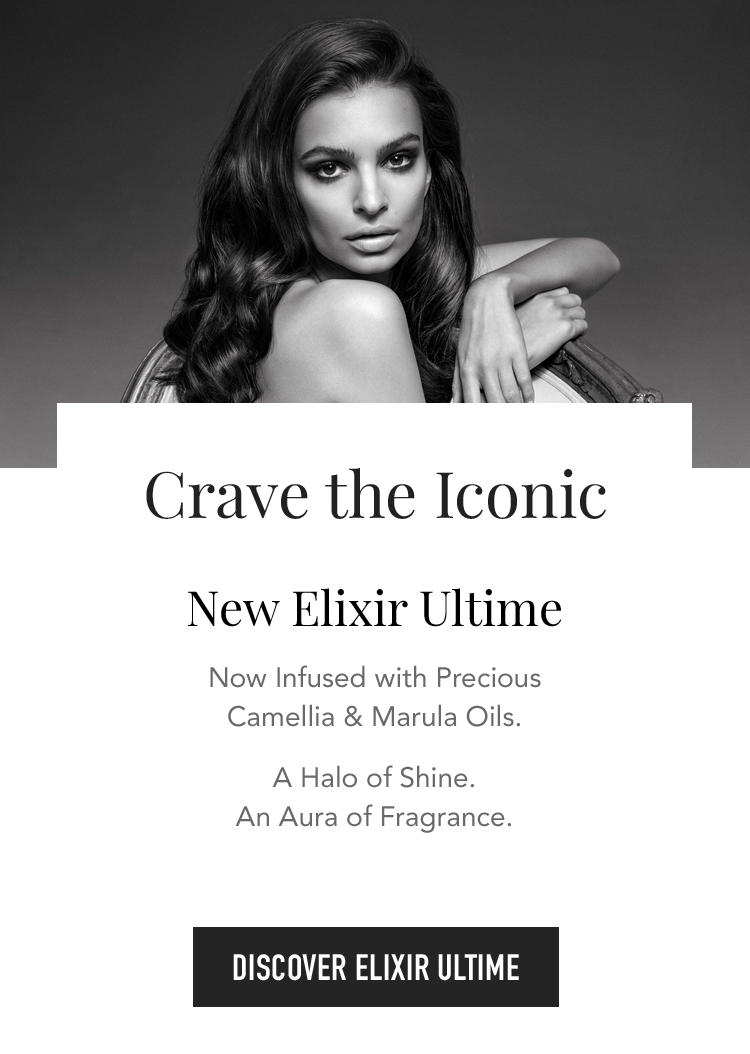 Crave the Iconic
New Elixir Ultime
Now Infused with Precious
Camellia & Marula Oils.
A Halo of Shine.
An Aura of Fragrance.
DISCOVER ELIXIR ULTIME